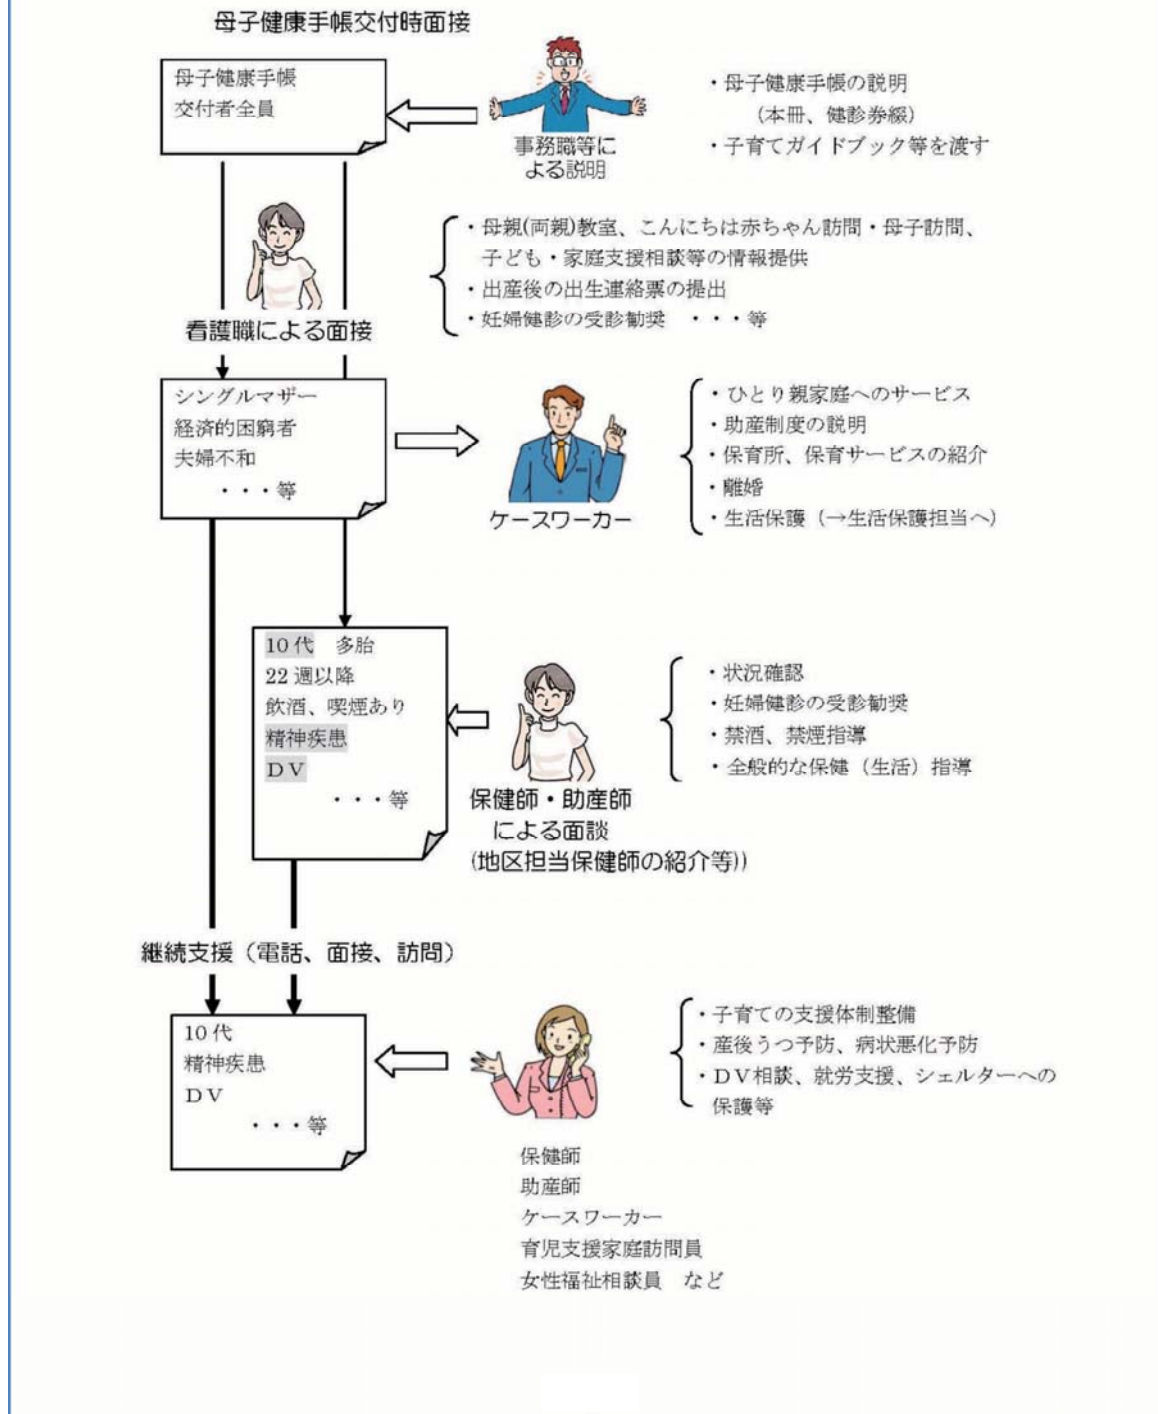 母子健康手帳交付時面接
母子健康手帳
交付者全員
事務職等に
よる説明
・母子健康手帳の説明
(本冊、健診券綴)
・子育てガイドブック等を渡す
看護職による面接
・母親(両親)教室、こんにちは赤ちゃん訪問・母子訪問、
子ども・家庭支援相談等の情報提供
・出産後の出生連絡票の提出
・妊婦健診の受診勧奨 ・・・等
シングルマザー
経済的困窮者
夫婦不和
・・・等
ケースワーカー
・ひとり親家庭へのサービス
・助産制度の説明
・保育所、保育サービスの紹介
・離婚
・生活保護（→生活保護担当へ）
10代 多胎
22週以降
飲酒、喫煙あり
精神疾患
ＤＶ
・・・等
保健師・助産師
による面談
(地区担当保健師の紹介等))
・状況確認
・妊婦健診の受診勧奨
・禁酒、禁煙指導
・全般的な保健（生活）指導
継続支援（電話、面接、訪問）
10代
精神疾患
ＤＶ
・・・等
・子育ての支援体制整備
・産後うつ予防、病状悪化予防
・ＤＶ相談、就労支援、シェルターへの
保護等
保健師
助産師
ケースワーカー
育児支援家庭訪問員
女性福祉相談員 など